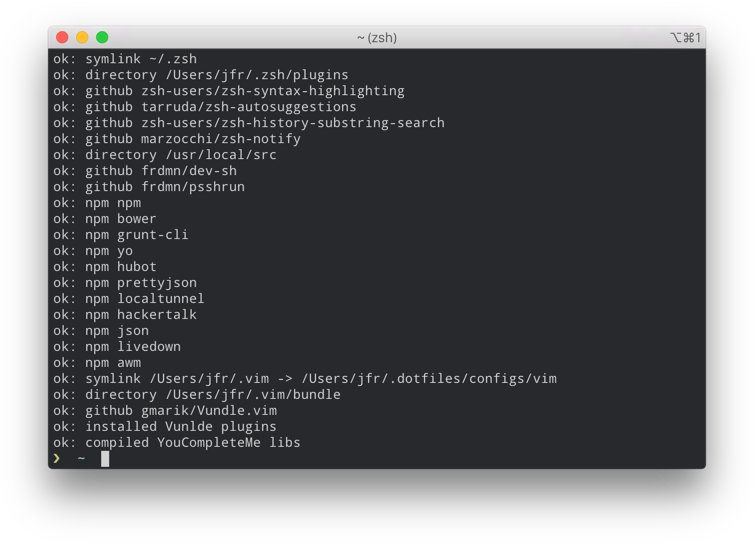 ~ (zsh)
⌥⌘1
ok: symlink ~/.zsh
ok: directory /Users/jfr/.zsh/plugins
ok: github zsh-users/zsh-syntax-highlighting
ok: github tarruda/zsh-autosuggestions
ok: github zsh-users/zsh-history-substring-search
ok: github marzocchi/zsh-notify
ok: directory /usr/local/src
ok: github frdmn/dev-sh
ok: github frdmn/psshrun
ok: npm npm
ok: npm bower
ok: npm grunt-cli
ok: npm yo
ok: npm hubot
ok: npm prettyjson
ok: npm localtunnel
ok: npm hackertalk
ok: npm json
ok: npm livedown
ok: npm awm
ok: symlink /Users/jfr/.vim -> /Users/jfr/.dotfiles/configs/vim
ok: directory /Users/jfr/.vim/bundle
ok: github gmarik/Vundle.vim
ok: installed Vunlde plugins
ok: compiled YouCompleteMe libs
❯ ~